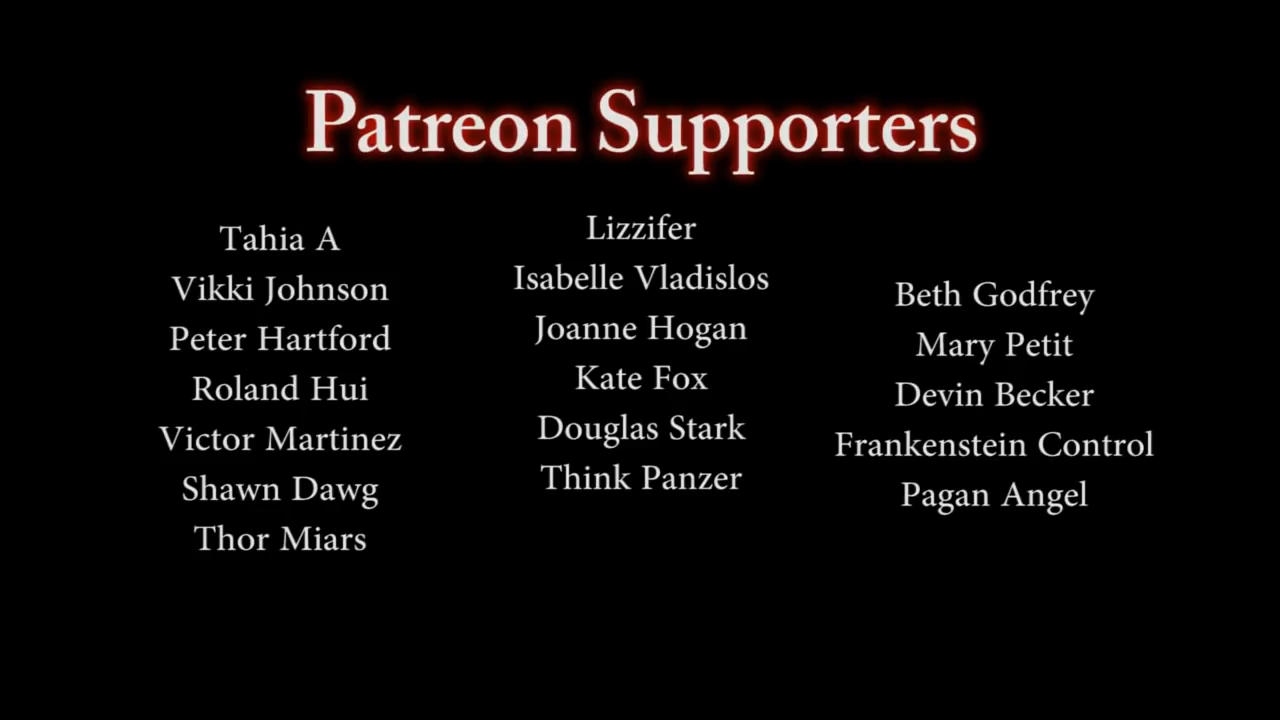 Patreon Supporters
Tahia A
Vikki Johnson
Peter Hartford
Roland Hui
Victor Martinez
Shawn Dawg
Thor Miars
Lizzifer
Isabelle Vladislos
Joanne Hogan
Kate Fox
Douglas Stark
Think Panzer
Beth Godfrey
Mary Petit
Devin Becker
Frankenstein Control
Pagan Angel